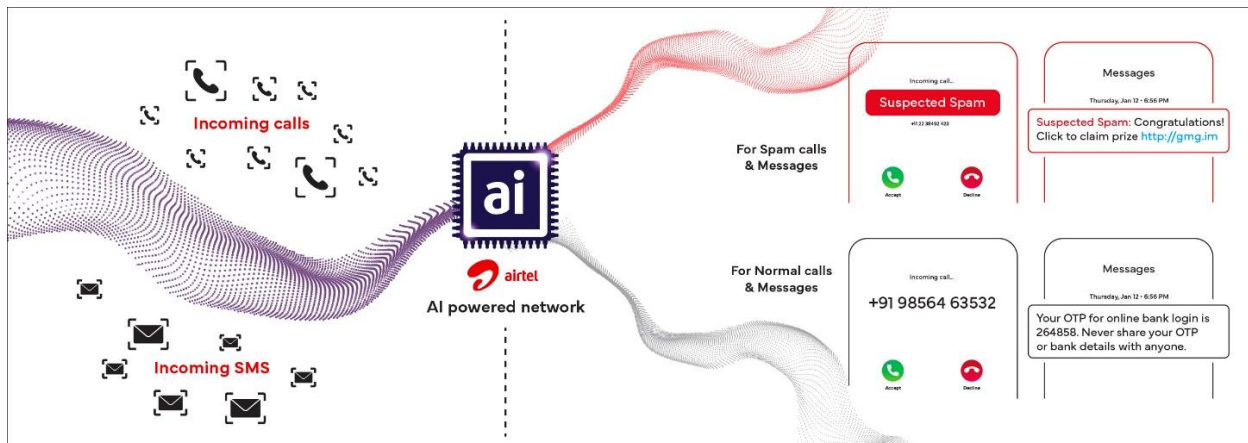 Incoming calls
Incoming SMS
ai
airtel
AI powered network
For Spam calls
& Messages
Incoming call...
Suspected Spam
Accept
Decline
Messages
Thursday, Jan 12 • 6:56 PM
Suspected Spam: Congratulations!
Click to claim prize http://gmg.im
For Normal calls
& Messages
Incoming call...
+91 98564 63532
Accept
Decline
Messages
Thursday, Jan 12 • 6:56 PM
Your OTP for online bank login is
264858. Never share your OTP
or bank details with anyone.